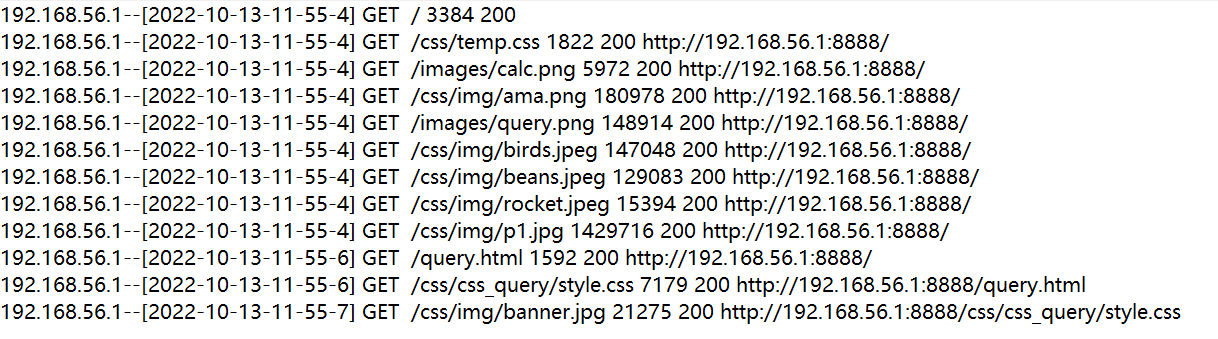 192.168.56.1--[2022-10-13-11-55-4] GET / 3384 200
192.168.56.1--[2022-10-13-11-55-4] GET /css/temp.css 1822 200 http://192.168.56.1:8888/
192.168.56.1--[2022-10-13-11-55-4] GET /images/calc.png 5972 200 http://192.168.56.1:8888/
192.168.56.1--[2022-10-13-11-55-4] GET /css/img/ama.png 180978 200 http://192.168.56.1:8888/
192.168.56.1--[2022-10-13-11-55-4] GET /images/query.png 148914 200 http://192.168.56.1:8888/
192.168.56.1--[2022-10-13-11-55-4] GET /css/img/birds.jpeg 147048 200 http://192.168.56.1:8888/
192.168.56.1--[2022-10-13-11-55-4] GET /css/img/beans.jpeg 129083 200 http://192.168.56.1:8888/
192.168.56.1--[2022-10-13-11-55-4] GET /css/img/rocket.jpeg 15394 200 http://192.168.56.1:8888/
192.168.56.1--[2022-10-13-11-55-4] GET /css/img/p1.jpg 1429716 200 http://192.168.56.1:8888/
192.168.56.1--[2022-10-13-11-55-6] GET /query.html 1592 200 http://192.168.56.1:8888/
192.168.56.1--[2022-10-13-11-55-6] GET /css/css_query/style.css 7179 200 http://192.168.56.1:8888/query.html
192.168.56.1--[2022-10-13-11-55-7] GET /css/img/banner.jpg 21275 200 http://192.168.56.1:8888/css/css_query/style.css